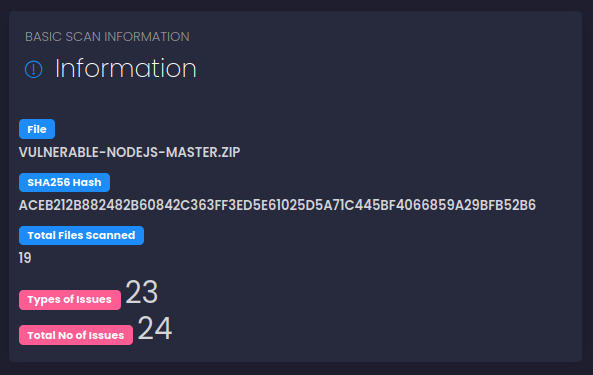 BASIC SCAN INFORMATION
Information
File
VULNERABLE-NODEJS-MASTER.ZIP
SHA256 Hash
ACEB212B882482B60842C363FF3ED5E61025D5A71C445BF4066859A29BFB52B6
Total Files Scanned
19
Types of Issues 23
Total No of Issues 24